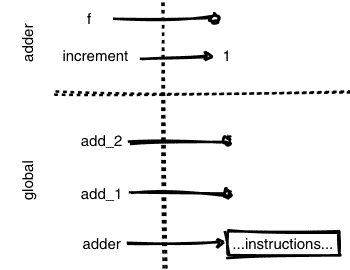 adder
f
increment 1
global
add_2
add_1
adder ...instructions...